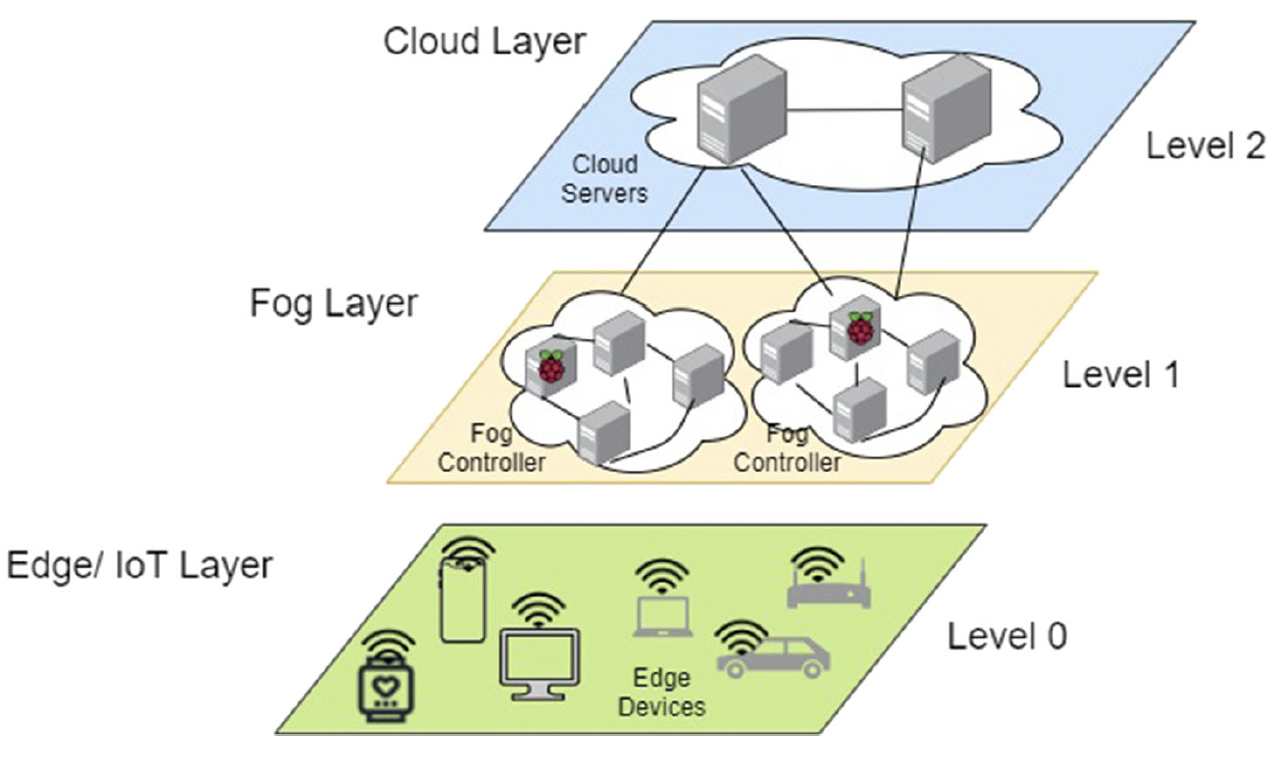 Cloud Layer
Level 2
Cloud
Servers
Fog Layer
Level 1
Fog
Controller
Fog
Controller
Edge/ IoT Layer
Level 0
Edge
Devices